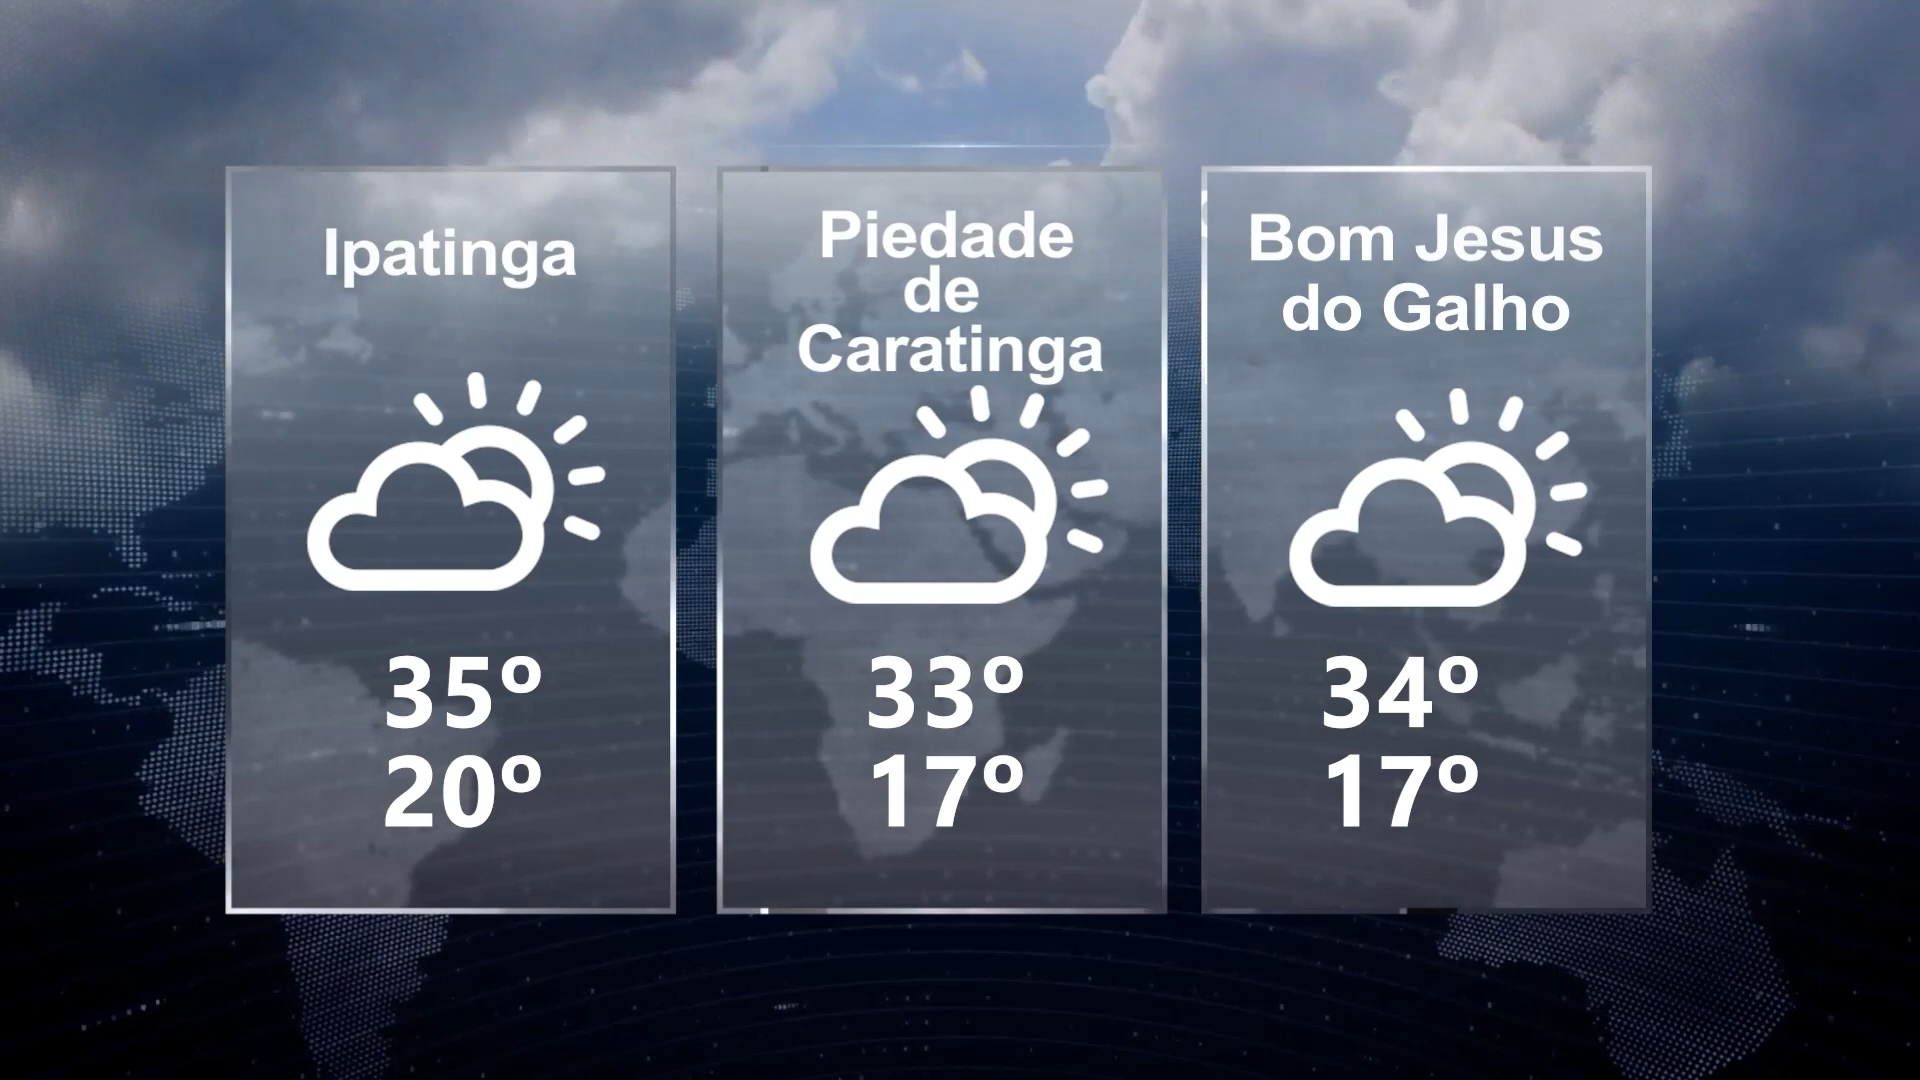 Ipatinga
35º
20º
Piedade
de
Caratinga
33º
17º
Bom Jesus
do Galho
34º
17º